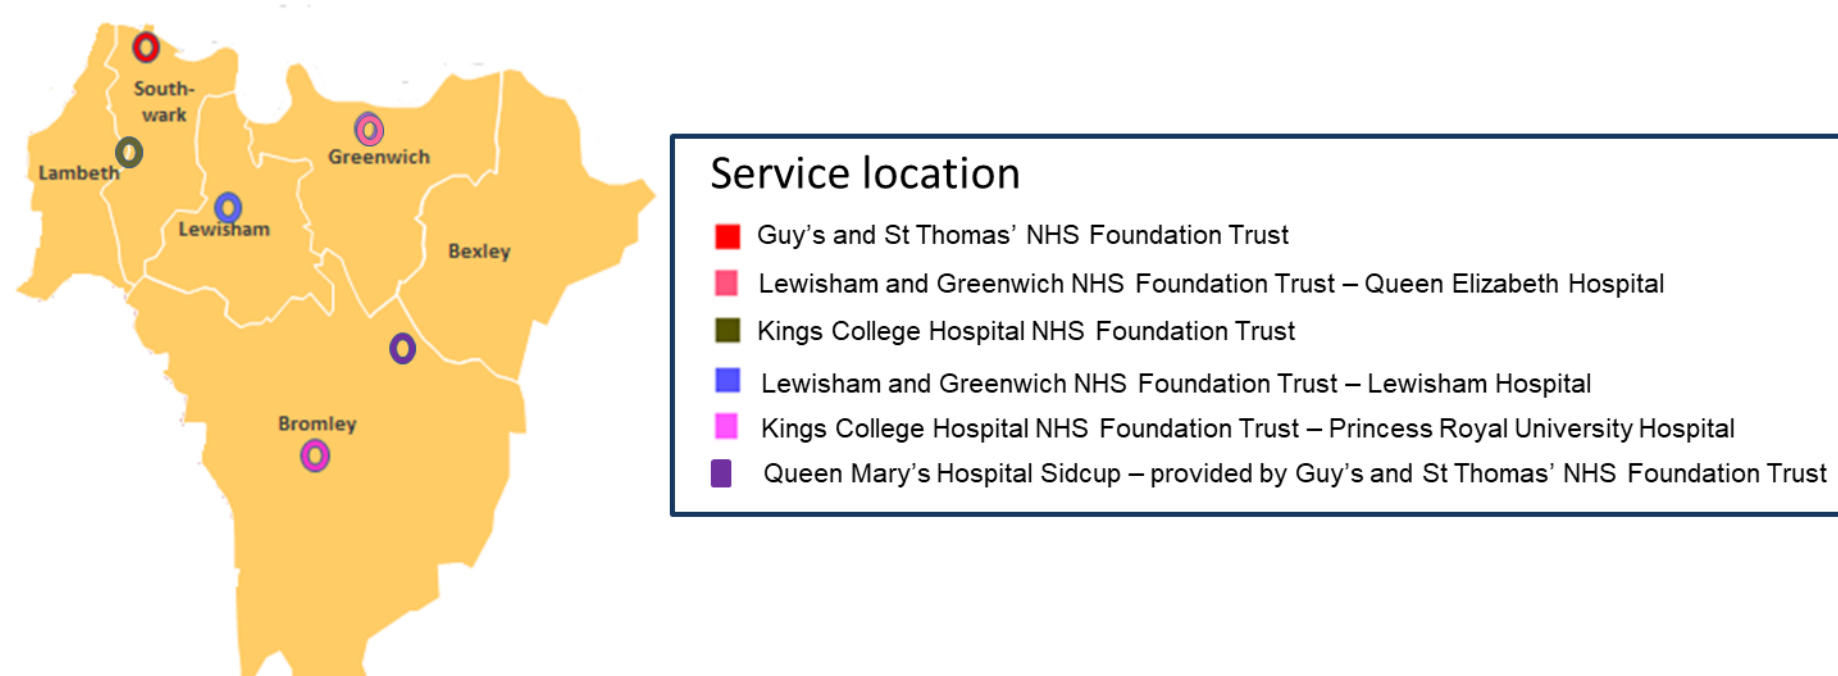 South-
wark
Lambeth
Greenwich
Lewisham
Bexley
Bromley
Service location
Guy's and St Thomas' NHS Foundation Trust
Lewisham and Greenwich NHS Foundation Trust – Queen Elizabeth Hospital
Kings College Hospital NHS Foundation Trust
Lewisham and Greenwich NHS Foundation Trust – Lewisham Hospital
Kings College Hospital NHS Foundation Trust – Princess Royal University Hospital
Queen Mary's Hospital Sidcup – provided by Guy's and St Thomas' NHS Foundation Trust